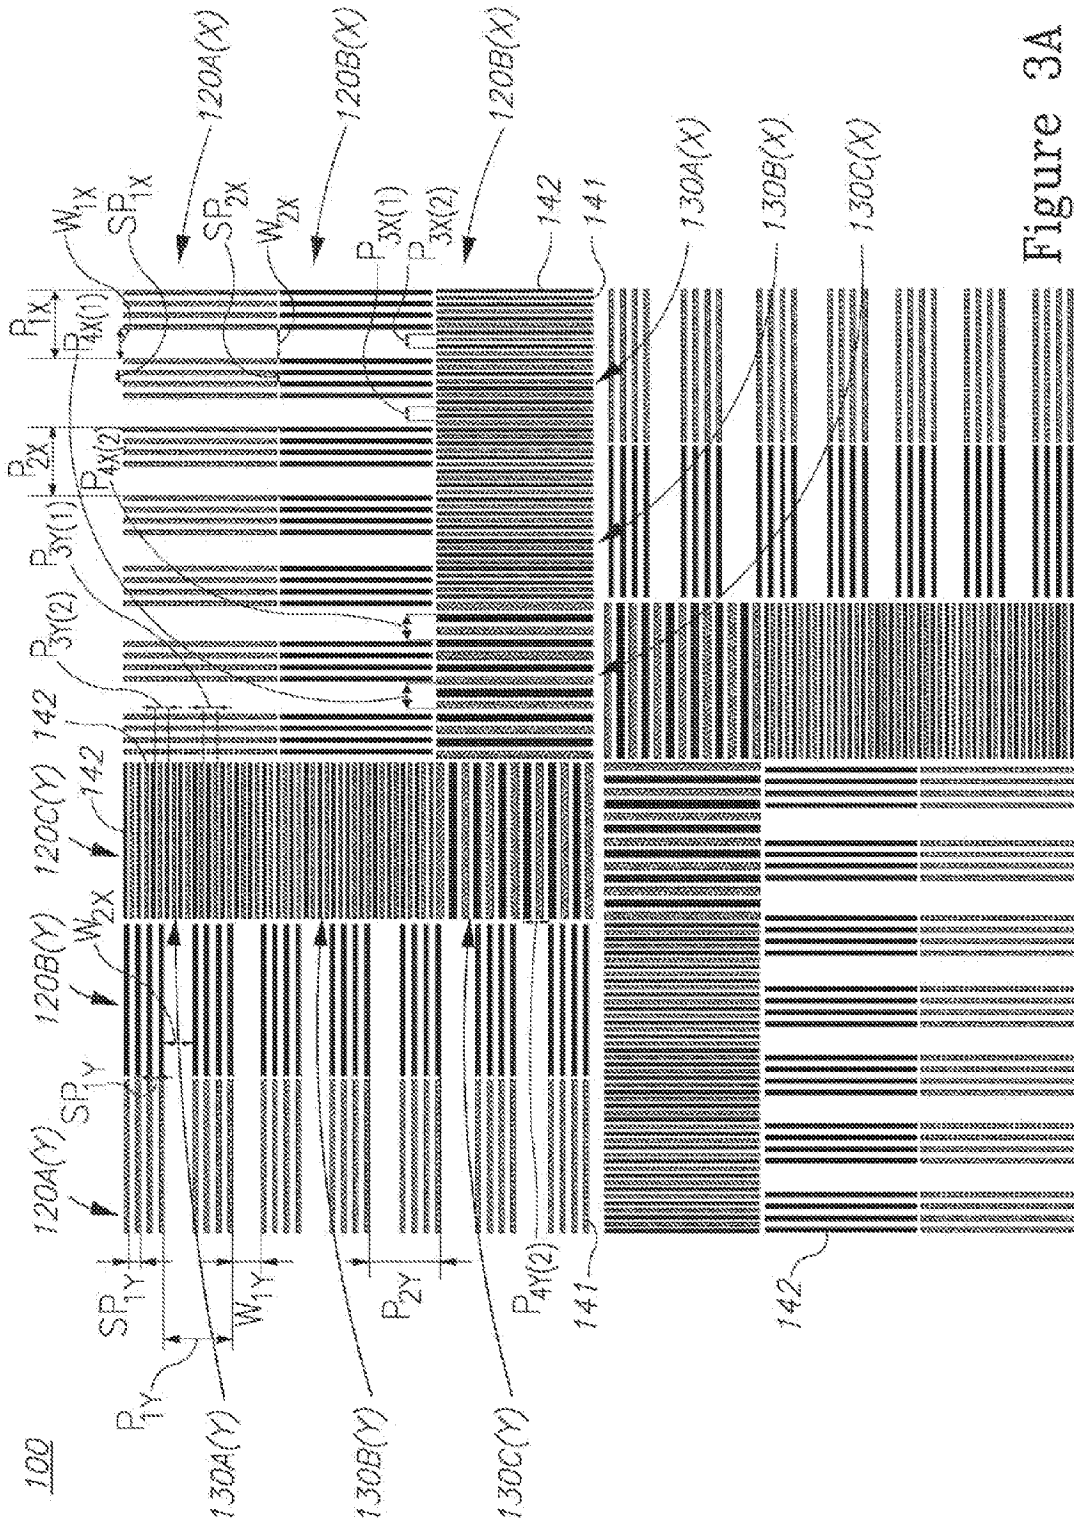 100
P1Y
SP1Y
W1Y
P2Y
P4Y(2)
141
142
130A(Y)
130B(Y)
130C(Y)
120A(Y)
SP1Y
120B(Y)
W2X
120C(Y)
142
142
P3Y(2)
P3Y(1)
P2X
P4X(2)
P1X
P4X(1)
W1X
SP1X
SP2X
W2X
P3X(1)
P3X(2)
120A(X)
120B(X)
120B(X)
142
141
130A(X)
130B(X)
130C(X)
Figure 3A